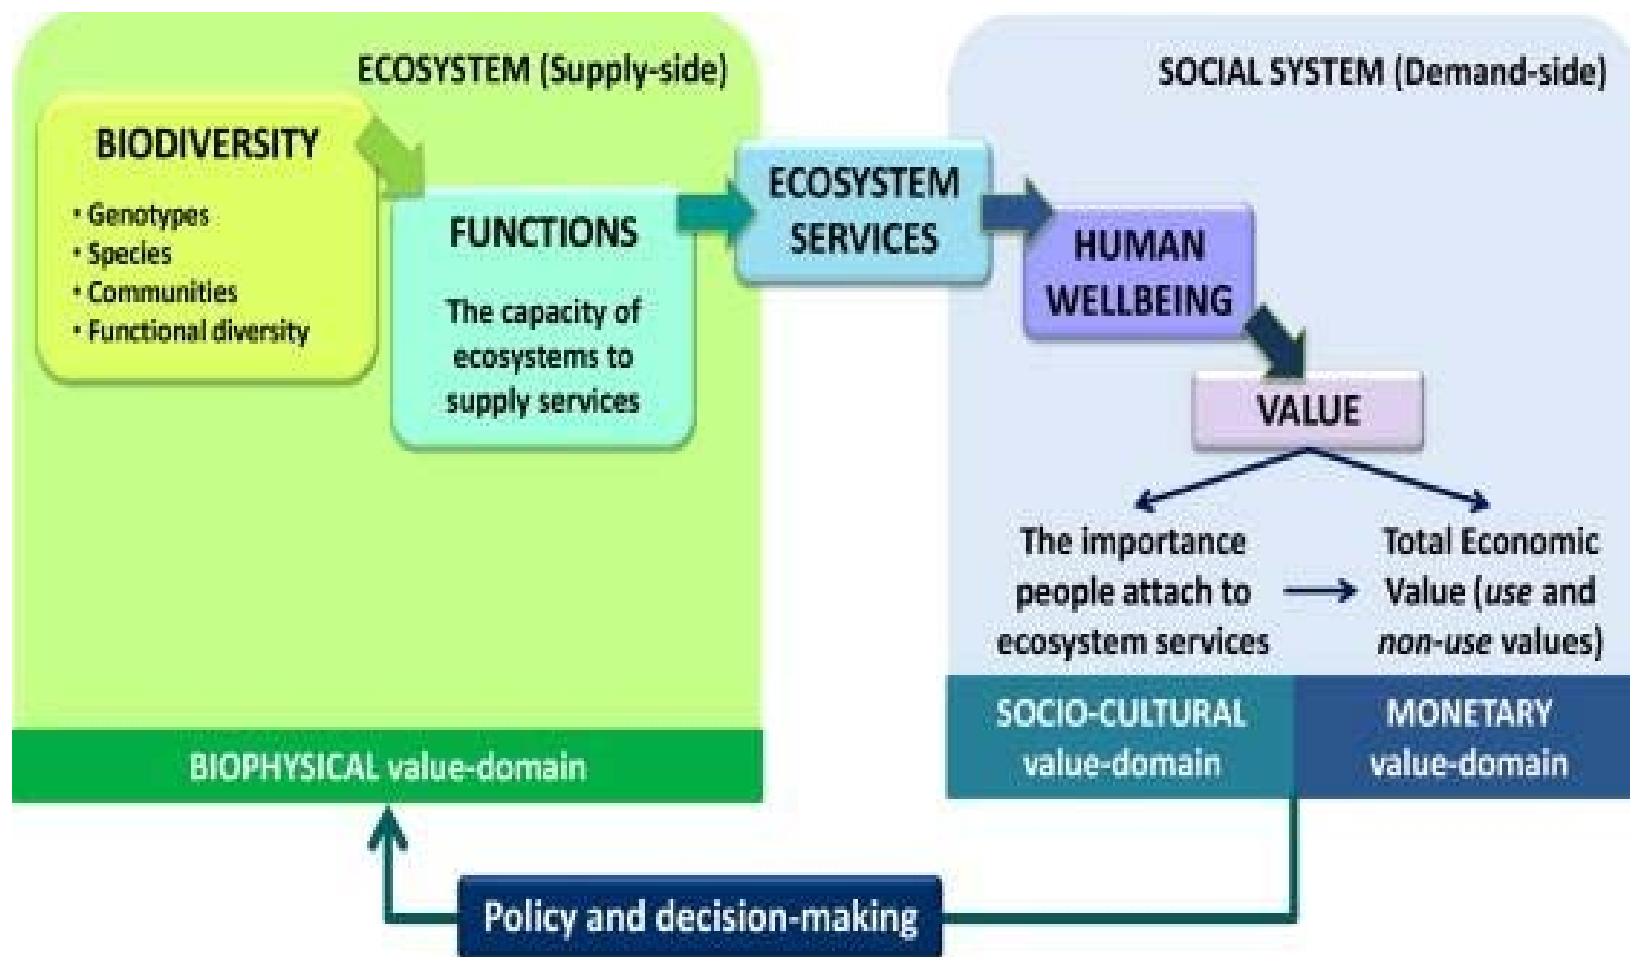 ECOSYSTEM (Supply-side)
BIODIVERSITY
• Genotypes
• Species
• Communities
• Functional diversity
FUNCTIONS
The capacity of
ecosystems to
supply services
ECOSYSTEM
SERVICES
SOCIAL SYSTEM (Demand-side)
HUMAN
WELLBEING
VALUE
The importance
people attach to
ecosystem services
Total Economic
Value (use and
non-use values)
BIOPHYSICAL value-domain
SOCIO-CULTURAL
value-domain
MONETARY
value-domain
Policy and decision-making